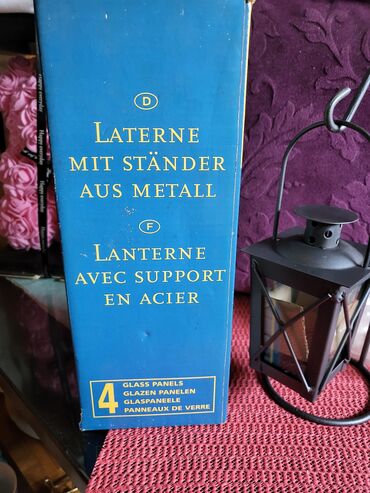 D
LATERNE
MIT STÄNDER
AUS METALL
F
LANTERNE
AVEC SUPPORT
EN ACIER
4
GLASS PANELS
GLAZEN PANELEN
GLASPANEELE
PANNEAUX DE VERRE